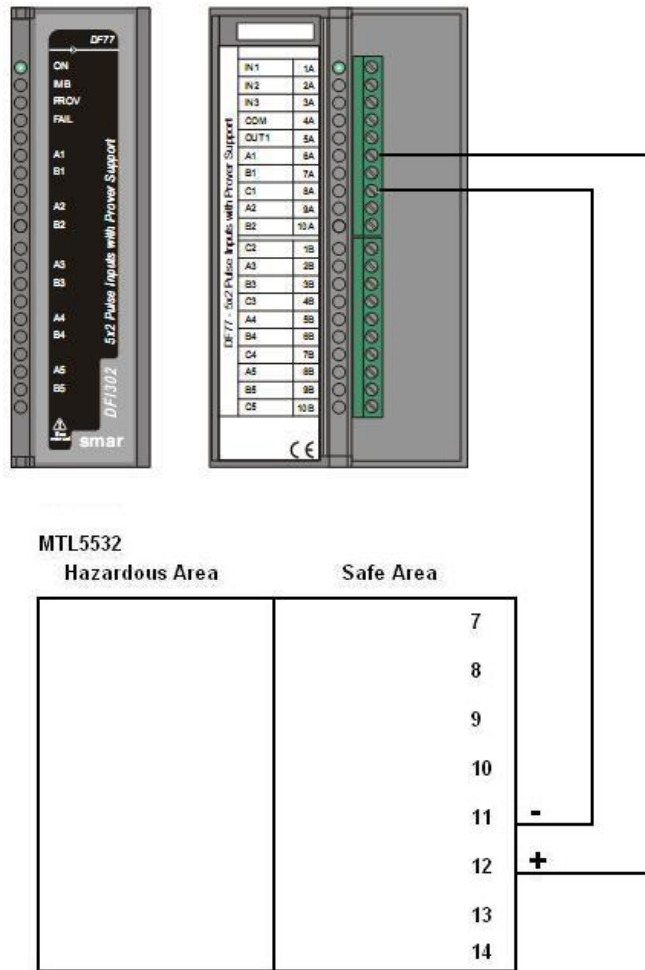 DF77
ON
IMB
PROV
FAIL
A1
B1
A2
B2
A3
B3
A4
B4
A5
B5
5x2 Pulse Inputs with Prover Support
DFI302
smar
DF77 - 5x2 Pulse Inputs with Prover Support
IN1 1A
IN2 2A
IN3 3A
COM 4A
OUT1 5A
A1 6A
B1 7A
C1 8A
A2 9A
B2 10A
C2 1B
A3 2B
B3 3B
C3 4B
A4 5B
B4 6B
C4 7B
A5 8B
B5 9B
C5 10B
CE
MTL5532
Hazardous Area Safe Area
7
8
9
10
11 -
12 +
13
14